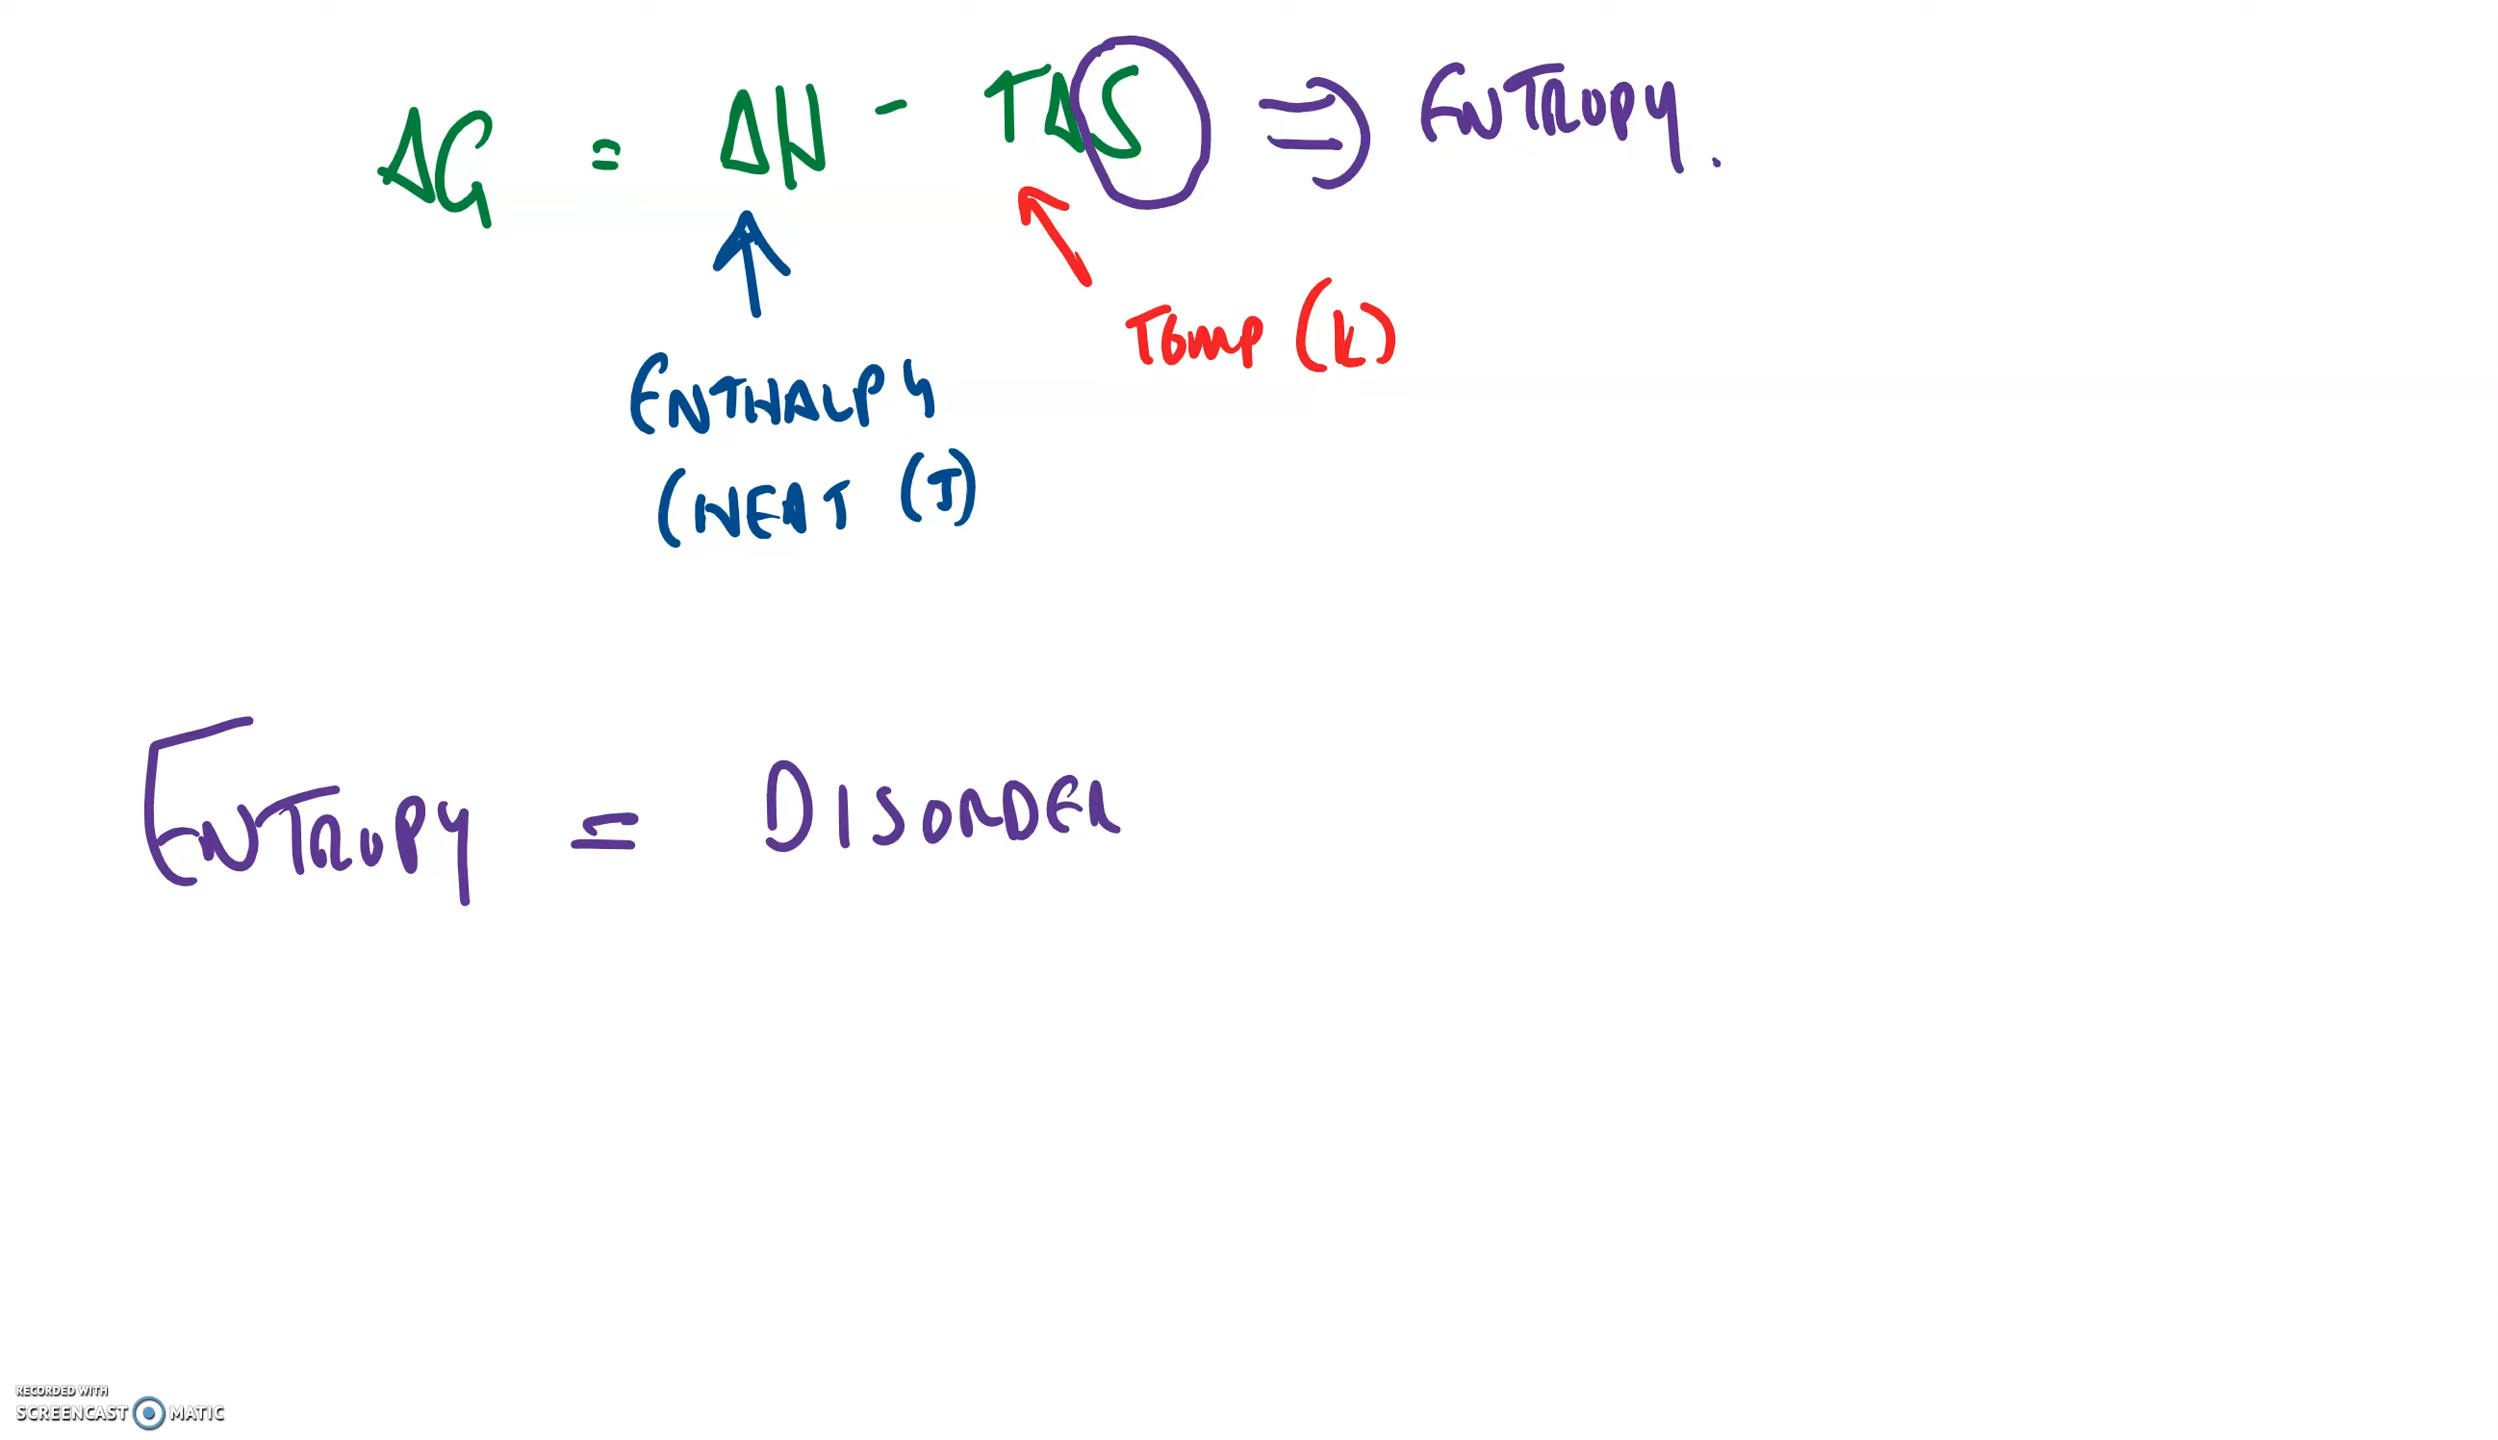 ΔG = ΔH - TΔS ⇒ ENTROPY.
TEMP (K)
ENTHALPY
(HEAT (J)
ENTROPY = DISORDER
RECORDED WITH
SCREENCAST MATIC